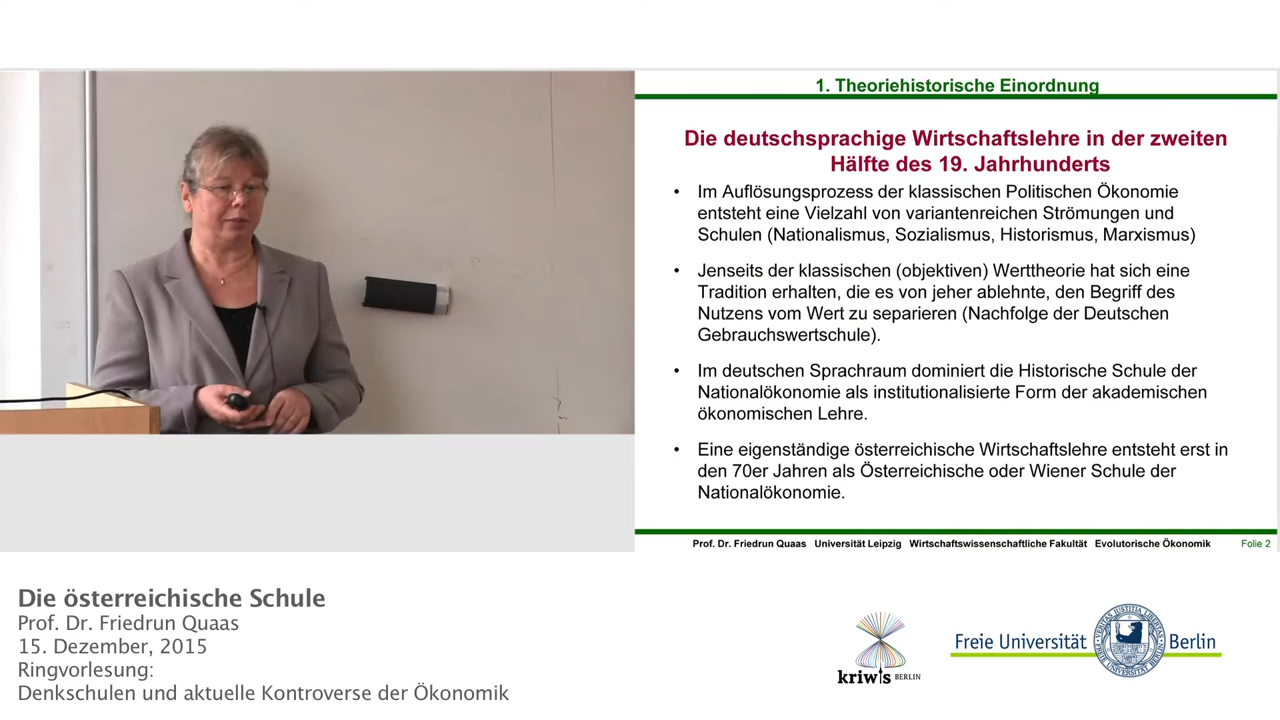 1. Theoriehistorische Einordnung
Die deutschsprachige Wirtschaftslehre in der zweiten
Hälfte des 19. Jahrhunderts
• Im Auflösungsprozess der klassischen Politischen Ökonomie
entsteht eine Vielzahl von variantenreichen Strömungen und
Schulen (Nationalismus, Sozialismus, Historismus, Marxismus)
• Jenseits der klassischen (objektiven) Werttheorie hat sich eine
Tradition erhalten, die es von jeher ablehnte, den Begriff des
Nutzens vom Wert zu separieren (Nachfolge der Deutschen
Gebrauchswertschule).
• Im deutschen Sprachraum dominiert die Historische Schule der
Nationalökonomie als institutionalisierte Form der akademischen
ökonomischen Lehre.
• Eine eigenständige österreichische Wirtschaftslehre entsteht erst in
den 70er Jahren als Österreichische oder Wiener Schule der
Nationalökonomie.
Prof. Dr. Friedrun Quaas Universität Leipzig Wirtschaftswissenschaftliche Fakultät Evolutorische Ökonomik Folie 2
Die österreichische Schule
Prof. Dr. Friedrun Quaas
15. Dezember, 2015
Ringvorlesung:
Denkschulen und aktuelle Kontroverse der Ökonomik
kriwis BERLIN
Freie Universität Berlin